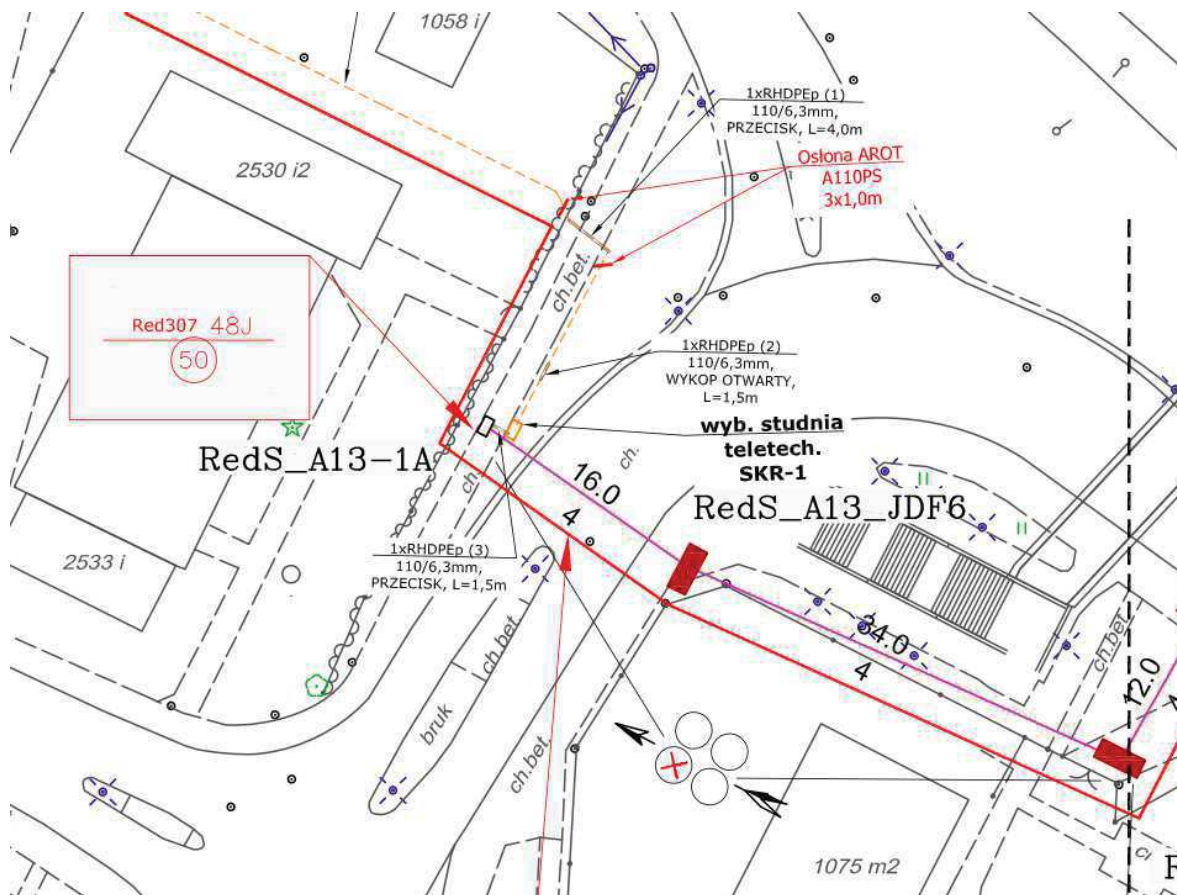 1058 i
1xRHDPEp (1)
110/6,3mm,
PRZECISK, L=4,0m
Osłona AROT
A110PS
3x1,0m
2530 i2
ch.bet.
Red307 48J
50
1xRHDPEp (2)
110/6,3mm,
WYKOP OTWARTY,
L=1,5m
wyb. studnia
teletech.
SKR-1
RedS_A13-1A
ch.
ch.
16.0
4
RedS_A13_JDF6
1xRHDPEp (3)
110/6,3mm,
PRZECISK, L=1,5m
2533 i
34.0
4
ch.bet.
ch.bet.
12.0
bruk
ch.bet.
1075 m2
R